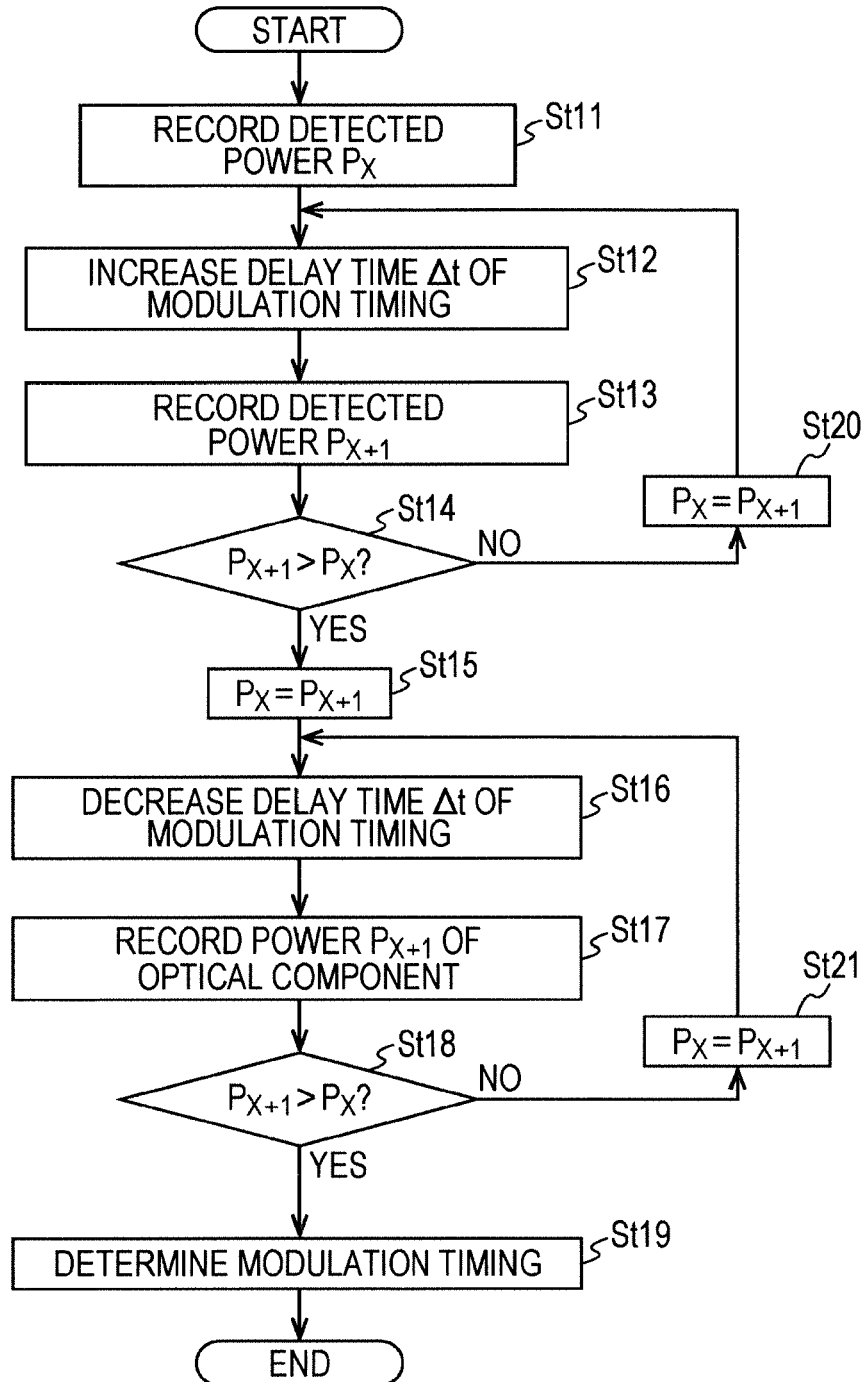 START
RECORD DETECTED
POWER PX
St11
INCREASE DELAY TIME Δt OF
MODULATION TIMING
St12
RECORD DETECTED
POWER PX+1
St13
St20
PX = PX+1
St14
PX+1 > PX?
NO
YES
St15
PX = PX+1
DECREASE DELAY TIME Δt OF
MODULATION TIMING
St16
RECORD POWER PX+1 OF
OPTICAL COMPONENT
St17
St21
PX = PX+1
St18
PX+1 > PX?
NO
YES
St19
DETERMINE MODULATION TIMING
END